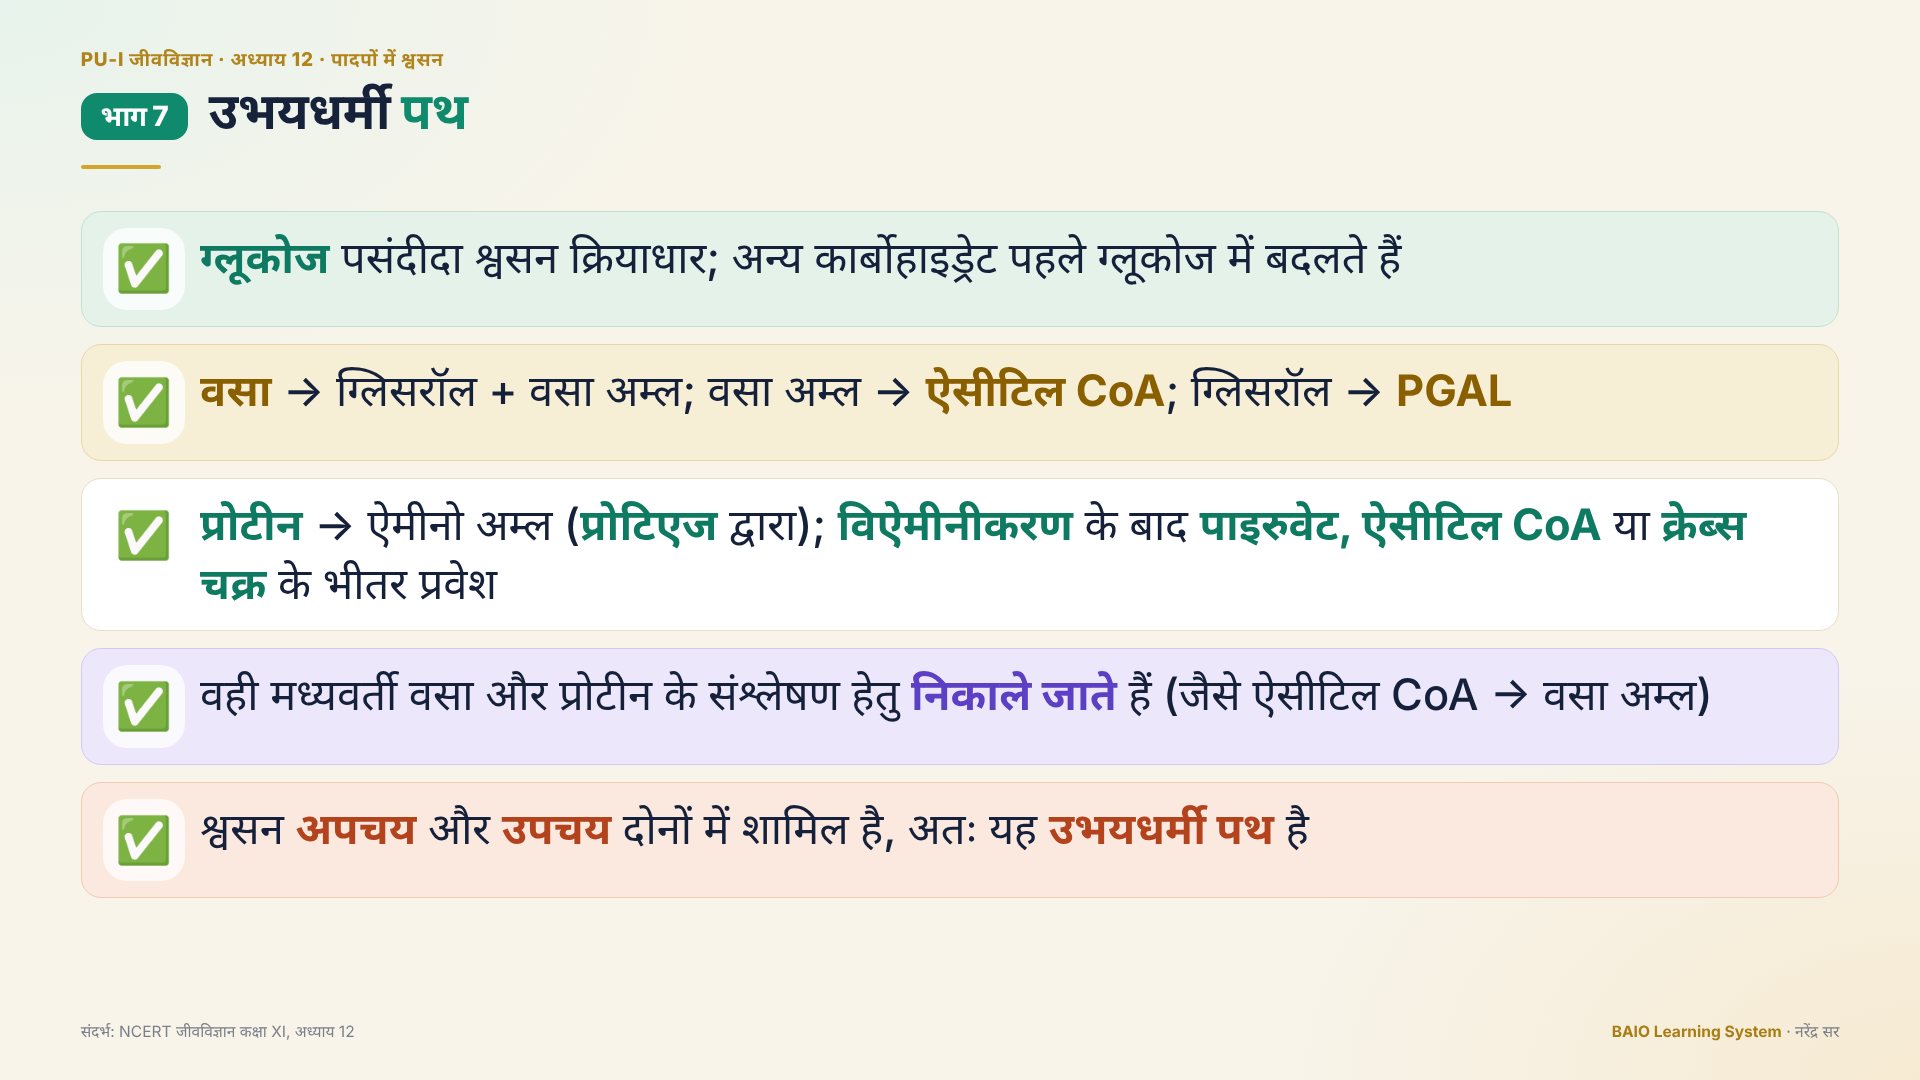 PU-I जीवविज्ञान · अध्याय 12 · पादपों में श्वसन
भाग 7 उभयधर्मी पथ
✅ ग्लूकोज पसंदीदा श्वसन क्रियाधार; अन्य कार्बोहाइड्रेट पहले ग्लूकोज में बदलते हैं
✅ वसा → ग्लिसरॉल + वसा अम्ल; वसा अम्ल → ऐसीटिल CoA; ग्लिसरॉल → PGAL
✅ प्रोटीन → ऐमीनो अम्ल (प्रोटिएज द्वारा); विऐमीनीकरण के बाद पाइरुवेट, ऐसीटिल CoA या क्रेब्स
चक्र के भीतर प्रवेश
✅ वही मध्यवर्ती वसा और प्रोटीन के संश्लेषण हेतु निकाले जाते हैं (जैसे ऐसीटिल CoA → वसा अम्ल)
✅ श्वसन अपचय और उपचय दोनों में शामिल है, अतः यह उभयधर्मी पथ है
संदर्भ: NCERT जीवविज्ञान कक्षा XI, अध्याय 12
BAIO Learning System · नरेंद्र सर